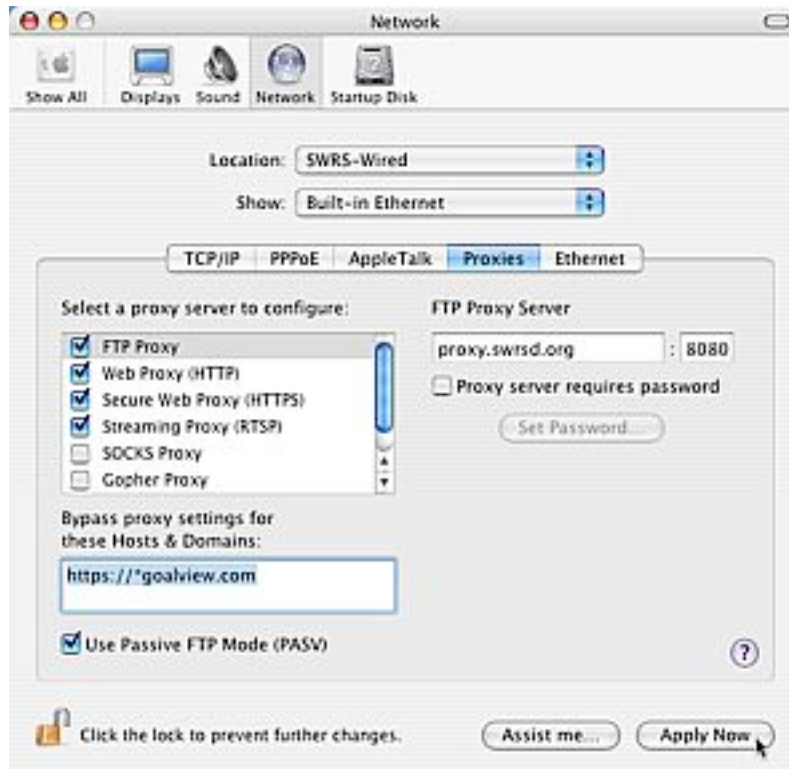 Network
Show All Displays Sound Network Startup Disk
Location: SWRS-Wired
Show: Built-in Ethernet
TCP/IP PPPoE AppleTalk Proxies Ethernet
Select a proxy server to configure:
FTP Proxy
Web Proxy (HTTP)
Secure Web Proxy (HTTPS)
Streaming Proxy (RTSP)
SOCKS Proxy
Gopher Proxy
FTP Proxy Server
proxy.swrsd.org : 8080
Proxy server requires password
Set Password...
Bypass proxy settings for
these Hosts & Domains:
https://*goalview.com
Use Passive FTP Mode (PASV)
?
Click the lock to prevent further changes.
Assist me... Apply Now